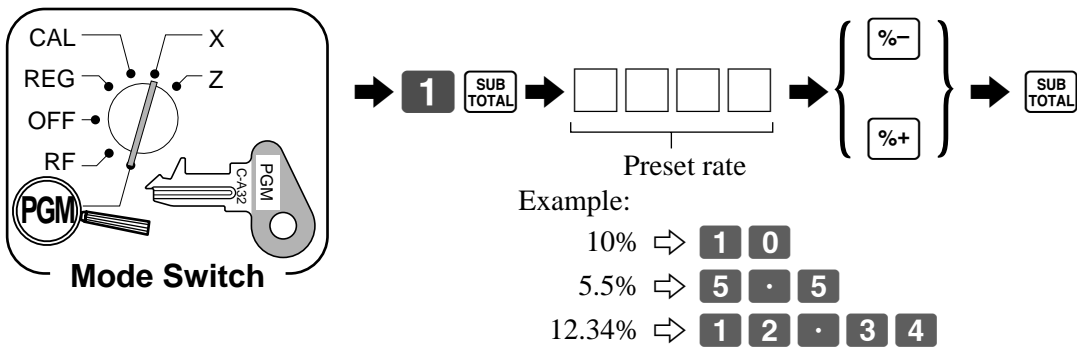 CAL
X
REG
Z
OFF
RF
PGM
PGM
C-A32
Mode Switch
1
SUB
TOTAL
%−
%+
SUB
TOTAL
Preset rate
Example:
10% ⇨ 1 0
5.5% ⇨ 5 · 5
12.34% ⇨ 1 2 · 3 4